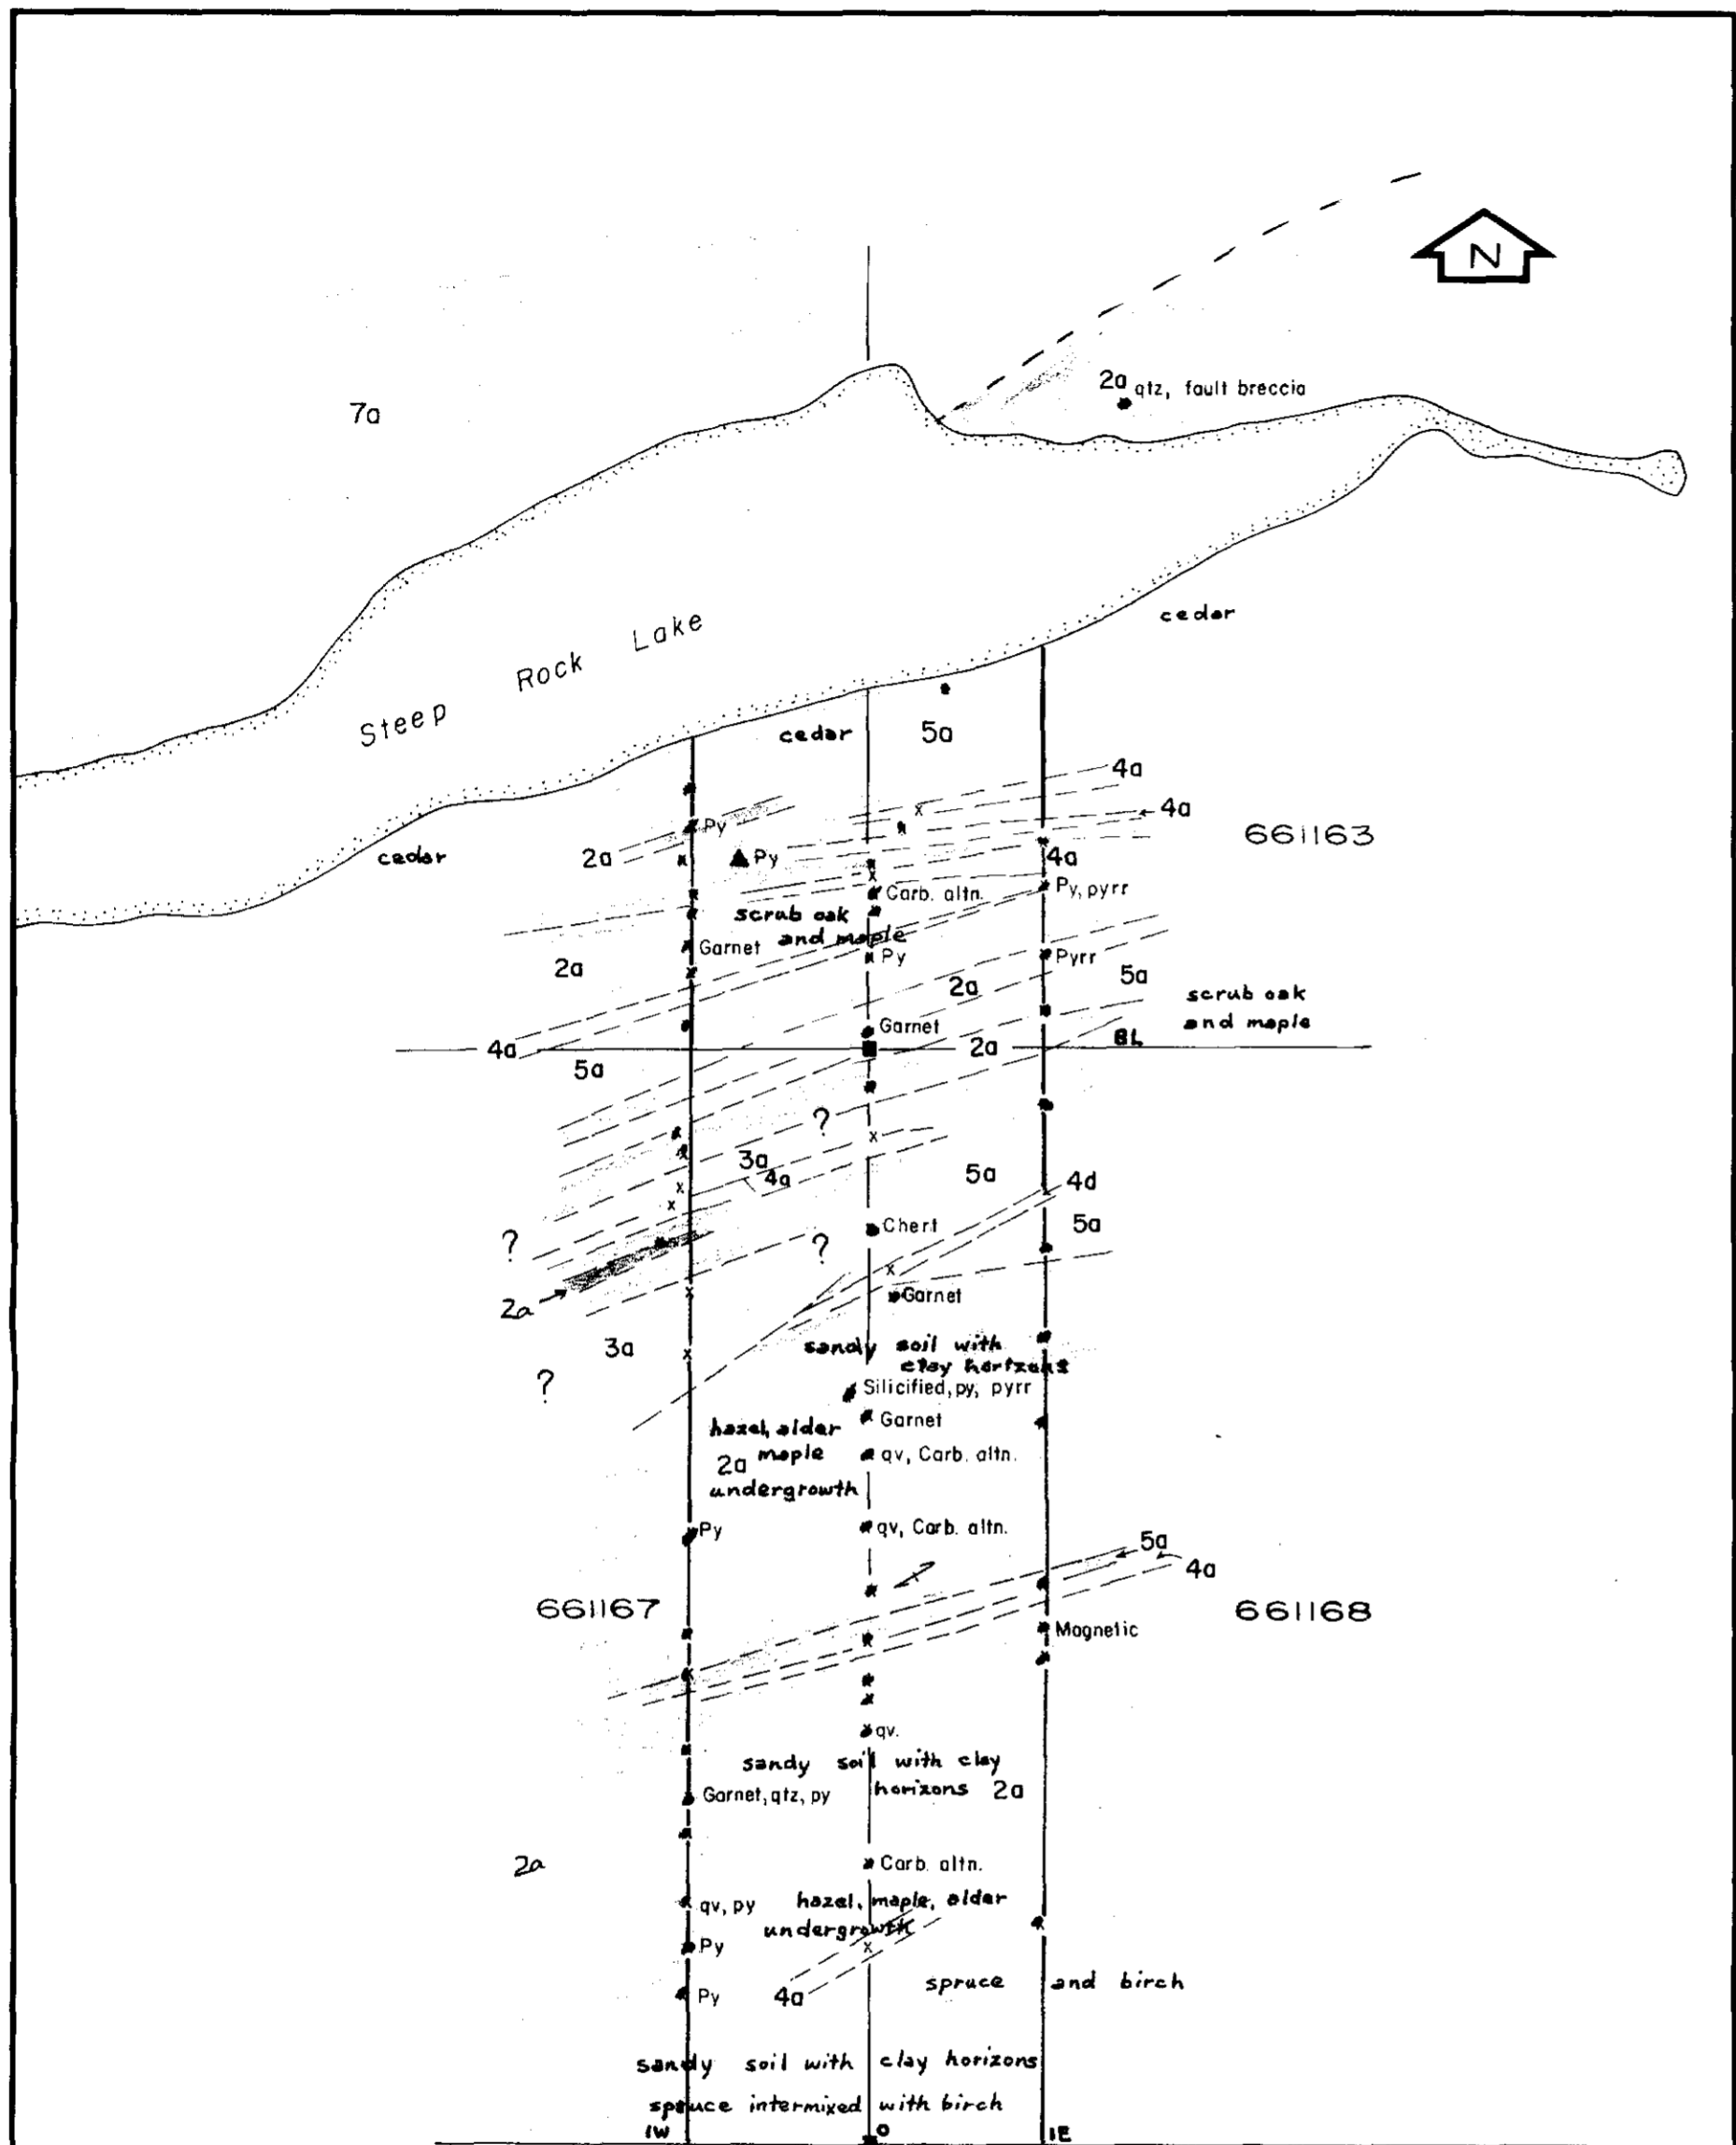 N
2a qtz, fault breccia
7a
cedar
Steep Rock Lake
cedar 5a
4a
4a
661163
Py
2a
Py
4a
cedar
Carb. altn.
Py, pyrr
scrub oak
and maple
Garnet
Py
Pyrr
2a
2a
5a
scrub oak
and maple
Garnet
4a
2a
BL
5a
?
3a
4a
5a
4d
5a
?
Chert
?
2a
Garnet
3a
sandy soil with
clay horizons
?
Silicified, py, pyrr
Garnet
hazel, alder
2a maple
undergrowth
qv, Carb. altn.
Py
qv, Carb. altn.
5a
4a
661167
661168
Magnetic
qv.
sandy soil with clay
horizons 2a
Garnet, qtz, py
2a
Carb. altn.
qv, py
hazel, maple, alder
undergrowth
Py
spruce and birch
Py
4a
sandy soil with clay horizons
spruce intermixed with birch
1W 0 1E